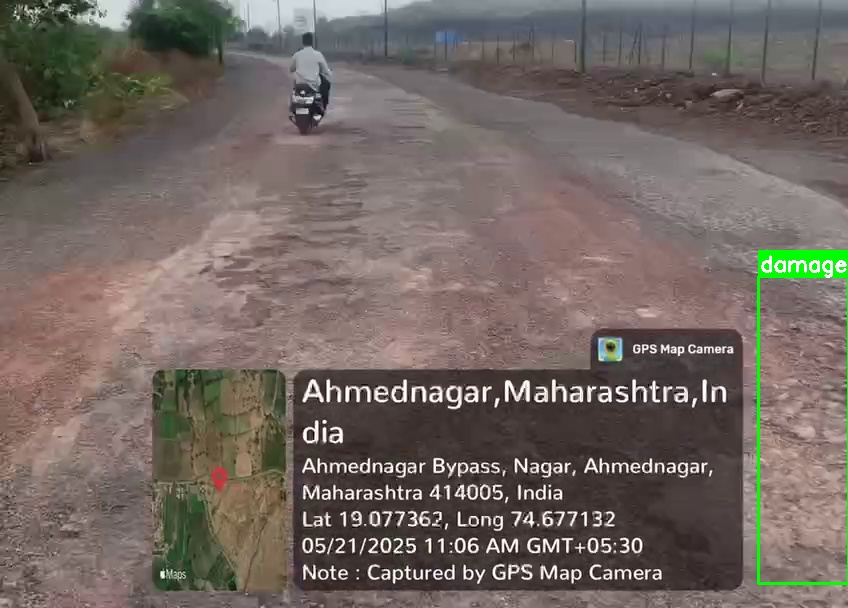 damage
GPS Map Camera
Ahmednagar,Maharashtra,In
dia
Ahmednagar Bypass, Nagar, Ahmednagar,
Maharashtra 414005, India
Lat 19.077362, Long 74.677132
05/21/2025 11:06 AM GMT+05:30
Note : Captured by GPS Map Camera
Maps